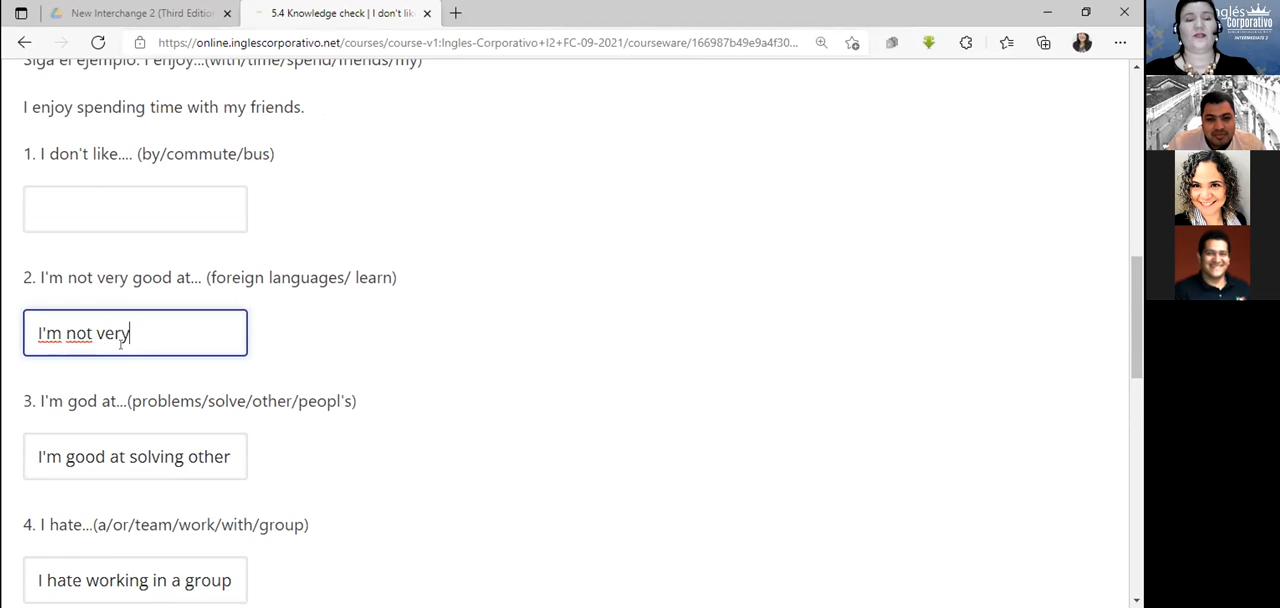 New Interchange 2 (Third Editio
5.4 Knowledge check | I don't lik
https://online.inglescorporativo.net/courses/course-v1:Ingles-Corporativo+I2+FC-09-2021/courseware/166987b49e9a4f30...
Siga el ejemplo: I enjoy...(with/time/spend/friends/my)
I enjoy spending time with my friends.
1. I don't like.... (by/commute/bus)
2. I'm not very good at... (foreign languages/ learn)
I'm not very
3. I'm god at...(problems/solve/other/peopl's)
I'm good at solving other
4. I hate...(a/or/team/work/with/group)
I hate working in a group
nglés
Corporativo
INTERMEDIATE 2